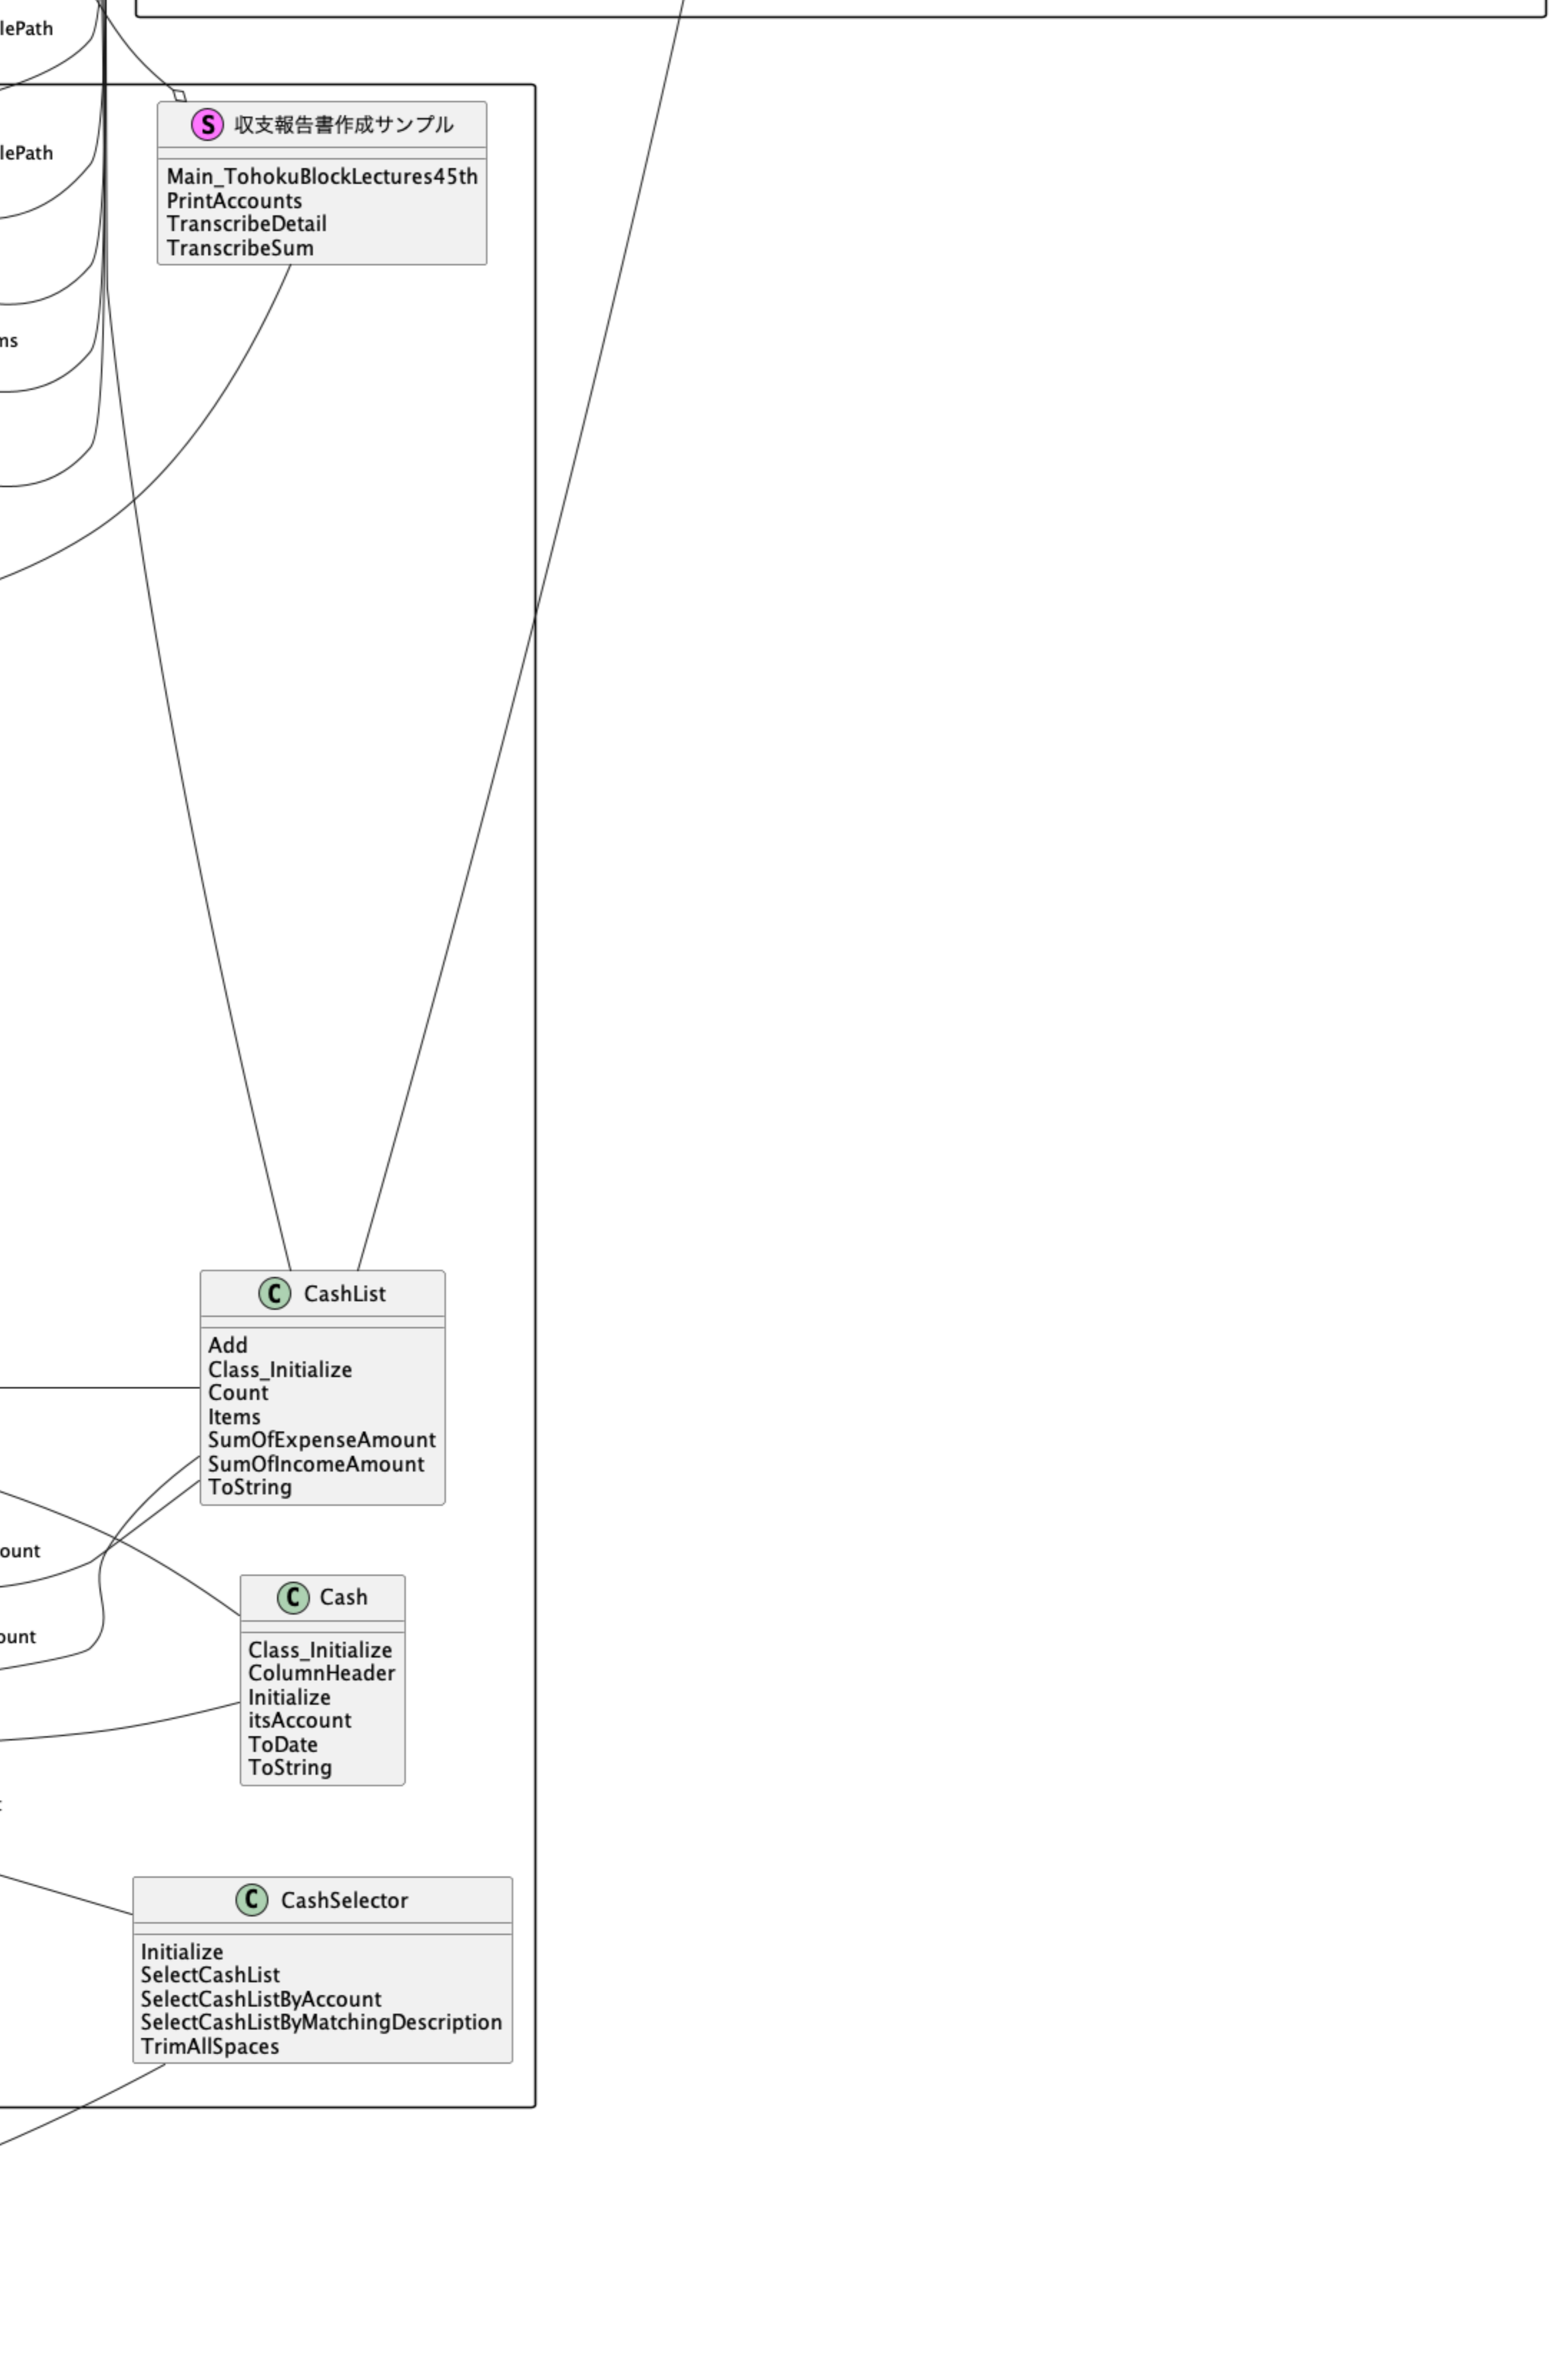 lePath
S 収支報告書作成サンプル
lePath
Main_TohokuBlockLectures45th
PrintAccounts
TranscribeDetail
TranscribeSum
ms
C CashList
Add
Class_Initialize
Count
Items
SumOfExpenseAmount
SumOfIncomeAmount
ToString
ount
C Cash
ount
Class_Initialize
ColumnHeader
Initialize
itsAccount
ToDate
ToString
C CashSelector
Initialize
SelectCashList
SelectCashListByAccount
SelectCashListByMatchingDescription
TrimAllSpaces